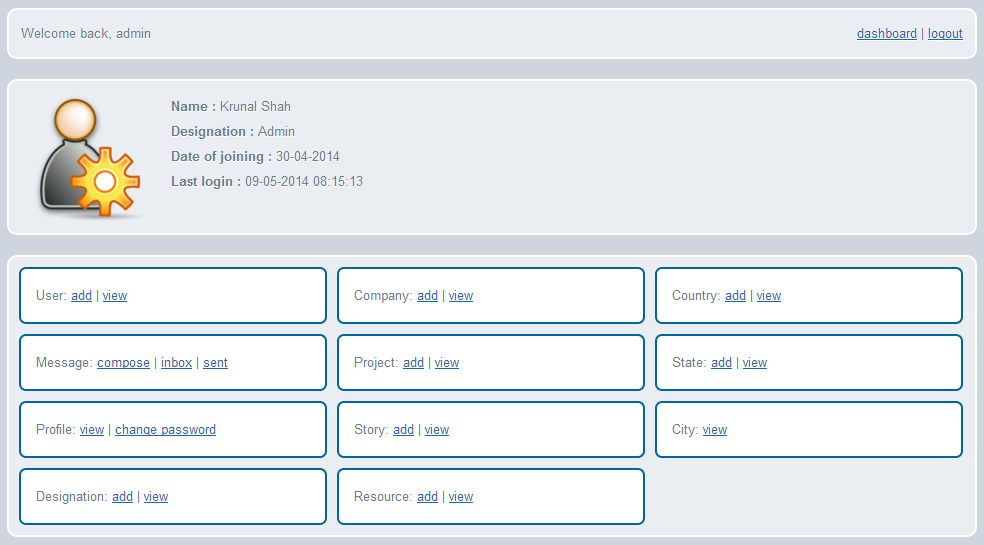 Welcome back, admin
dashboard | logout
Name : Krunal Shah
Designation : Admin
Date of joining : 30-04-2014
Last login : 09-05-2014 08:15:13
User: add | view
Company: add | view
Country: add | view
Message: compose | inbox | sent
Project: add | view
State: add | view
Profile: view | change password
Story: add | view
City: view
Designation: add | view
Resource: add | view